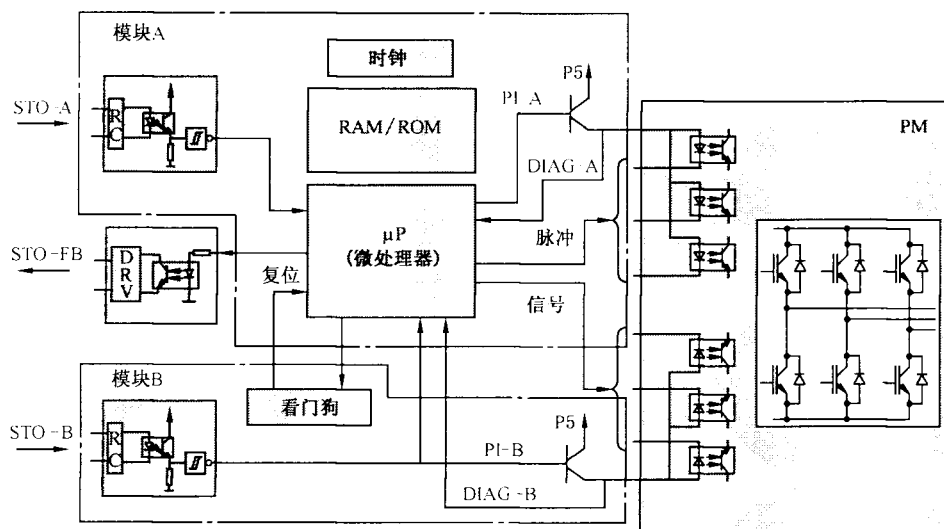 模块A
时钟
P5
STO-A
R
C
PI-A
RAM/ROM
PM
DIAG-A
μP
(微处理器)
脉冲
STO-FB
D
R
V
复位
信号
模块B
看门狗
STO-B
R
C
P5
PI-B
DIAG-B